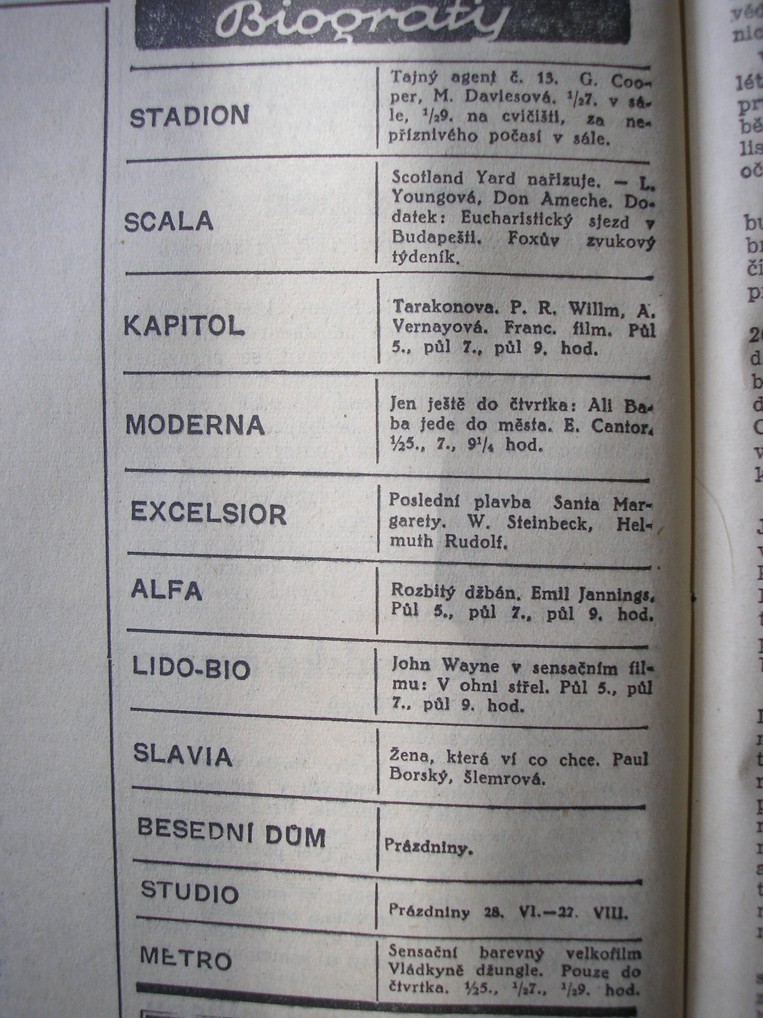 Biografy
STADION
Tajný agent č. 13. G. Coo-
per, M. Daviesová. ½7. v sá-
le, ½9. na cvičišti, za ne-
příznivého počasí v sále.
SCALA
Scotland Yard nařizuje. — L.
Youngová, Don Ameche. Do-
datek: Eucharistický sjezd v
Budapešti. Foxův zvukový
týdeník.
KAPITOL
Tarakonova. P. R. Willm, A.
Vernayová. Franc. film. Půl
5., půl 7., půl 9. hod.
MODERNA
Jen ještě do čtvrtka: Ali Ba-
ba jede do města. E. Cantor.
½5., 7., 9¼ hod.
EXCELSIOR
Poslední plavba Santa Mar-
garety. W. Steinbeck, Hel-
muth Rudolf.
ALFA
Rozbitý džbán. Emil Jannings.
Půl 5., půl 7., půl 9. hod.
LIDO-BIO
John Wayne v sensačním fil-
mu: V ohni střel. Půl 5., půl
7., půl 9. hod.
SLAVIA
Žena, která ví co chce. Paul
Borský, Šlemrová.
BESEDNÍ DŮM
Prázdniny.
STUDIO
Prázdniny 28. VI.—27. VIII.
METRO
Sensační barevný velkofilm
Vládkyně džungle. Pouze do
čtvrtka. ½5., ½7., ½9. hod.